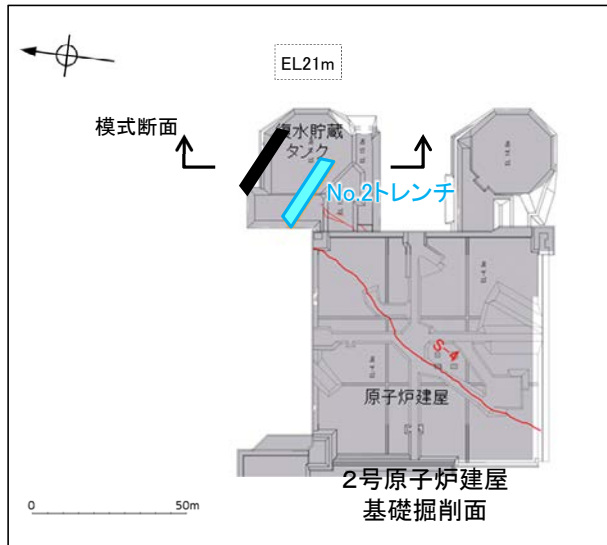 EL21m
模式断面
復水貯蔵
タンク
No.2トレンチ
S-4
原子炉建屋
2号原子炉建屋
基礎掘削面
0
50m